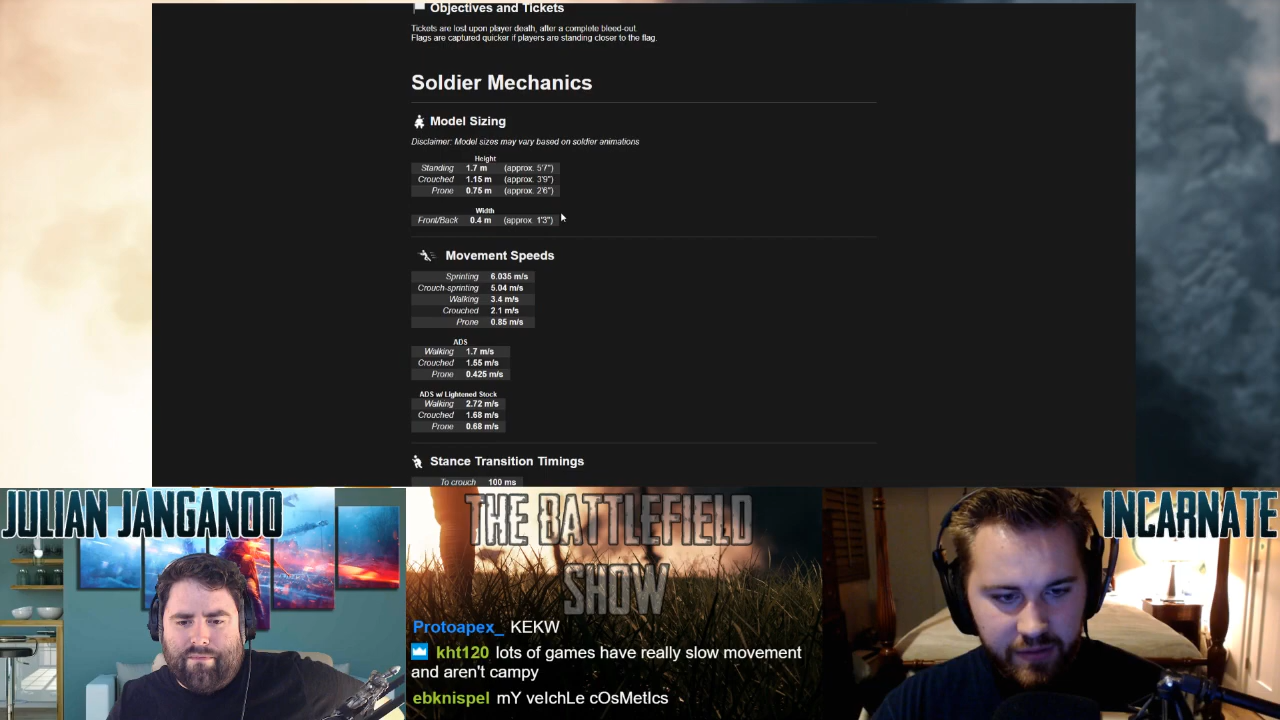 Objectives and Tickets
Tickets are lost upon player death, after a complete bleed-out.
Flags are captured quicker if players are standing closer to the flag.
Soldier Mechanics
Model Sizing
Disclaimer: Model sizes may vary based on soldier animations
Height
Standing 1.7 m (approx. 5'7")
Crouched 1.15 m (approx. 3'9")
Prone 0.75 m (approx. 2'6")
Width
Front/Back 0.4 m (approx. 1'3")
Movement Speeds
Sprinting 6.035 m/s
Crouch-sprinting 5.04 m/s
Walking 3.4 m/s
Crouched 2.1 m/s
Prone 0.85 m/s
ADS
Walking 1.7 m/s
Crouched 1.55 m/s
Prone 0.425 m/s
ADS w/ Lightened Stock
Walking 2.72 m/s
Crouched 1.68 m/s
Prone 0.68 m/s
Stance Transition Timings
To crouch 100 ms
JULIAN JANGANOO
THE BATTLEFIELD
SHOW
INCARNATE
Protoapex_ KEKW
kht120 lots of games have really slow movement
and aren't campy
ebknispel mY veIchLe cOsMetIcs